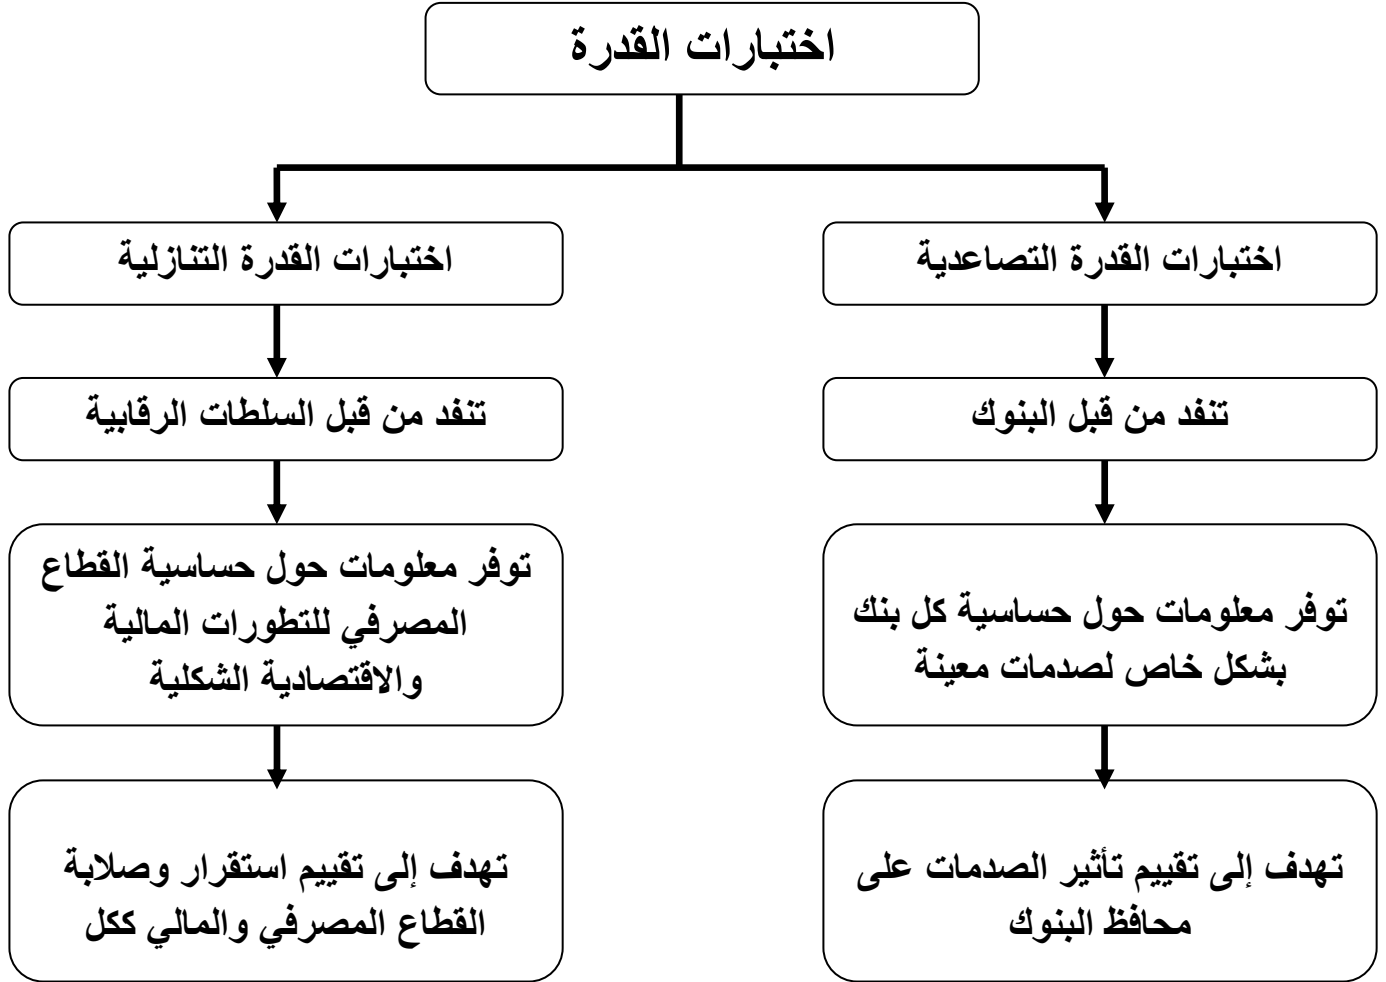 اختبارات القدرة
اختبارات القدرة التصاعدية
اختبارات القدرة التنازلية
تنفد من قبل البنوك
تنفد من قبل السلطات الرقابية
توفر معلومات حول حساسية كل بنك
بشكل خاص لصدمات معينة
توفر معلومات حول حساسية القطاع
المصرفي للتطورات المالية
والاقتصادية الشكلية
تهدف إلى تقييم تأثير الصدمات على
محافظ البنوك
تهدف إلى تقييم استقرار وصلابة
القطاع المصرفي والمالي ككل